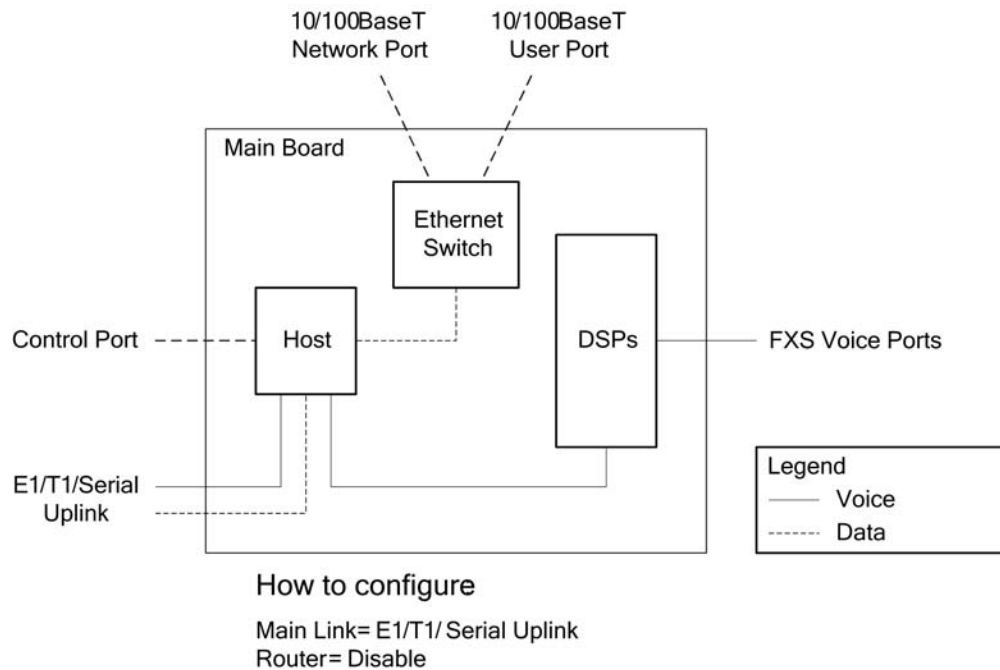 10/100BaseT
Network Port
10/100BaseT
User Port
Main Board
Ethernet
Switch
Control Port
Host
DSPs
FXS Voice Ports
E1/T1/Serial
Uplink
Legend
Voice
Data
How to configure
Main Link= E1/T1/ Serial Uplink
Router= Disable